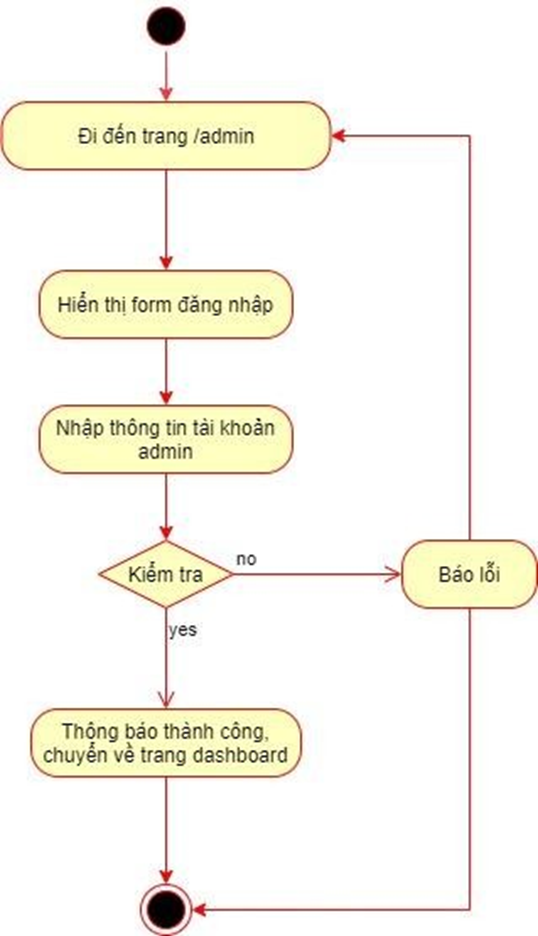 Đi đến trang /admin
Hiển thị form đăng nhập
Nhập thông tin tài khoản
admin
Kiểm tra
no
Báo lỗi
yes
Thông báo thành công,
chuyển về trang dashboard